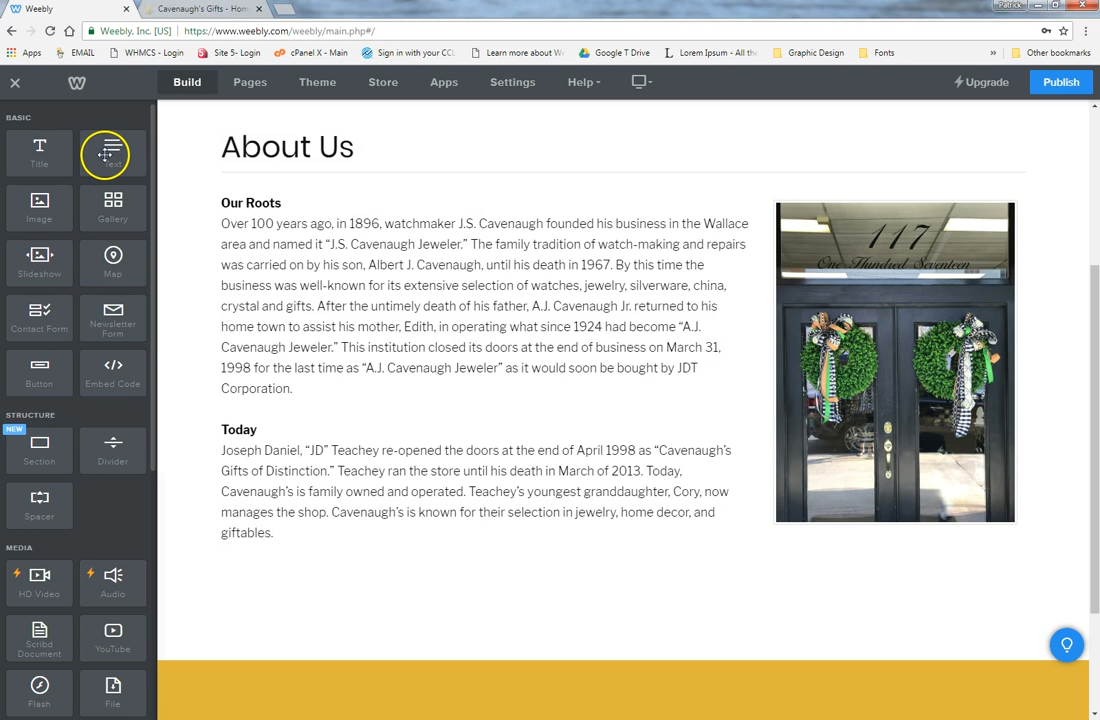 Weebly
Cavenaugh's Gifts - Hom
Patrick
Weebly, Inc. [US]
https://www.weebly.com/weebly/main.php#/
Apps
EMAIL
WHMCS - Login
Site 5- Login
cPanel X - Main
Sign in with your CCL
Learn more about W
Google T Drive
Lorem Ipsum - All the
Graphic Design
Fonts
»
Other bookmarks
Build
Pages
Theme
Store
Apps
Settings
Help
Upgrade
Publish
BASIC
Title
Text
Image
Gallery
Slideshow
Map
Contact Form
Newsletter
Form
Button
Embed Code
STRUCTURE
NEW
Section
Divider
Spacer
MEDIA
HD Video
Audio
Scribd
Document
YouTube
Flash
File
About Us
Our Roots
Over 100 years ago, in 1896, watchmaker J.S. Cavenaugh founded his business in the Wallace
area and named it “J.S. Cavenaugh Jeweler.” The family tradition of watch-making and repairs
was carried on by his son, Albert J. Cavenaugh, until his death in 1967. By this time the
business was well-known for its extensive selection of watches, jewelry, silverware, china,
crystal and gifts. After the untimely death of his father, A.J. Cavenaugh Jr. returned to his
home town to assist his mother, Edith, in operating what since 1924 had become “A.J.
Cavenaugh Jeweler.” This institution closed its doors at the end of business on March 31,
1998 for the last time as “A.J. Cavenaugh Jeweler” as it would soon be bought by JDT
Corporation.
Today
Joseph Daniel, “JD” Teachey re-opened the doors at the end of April 1998 as “Cavenaugh’s
Gifts of Distinction.” Teachey ran the store until his death in March of 2013. Today,
Cavenaugh’s is family owned and operated. Teachey’s youngest granddaughter, Cory, now
manages the shop. Cavenaugh’s is known for their selection in jewelry, home decor, and
giftables.
117
One Hundred Seventeen